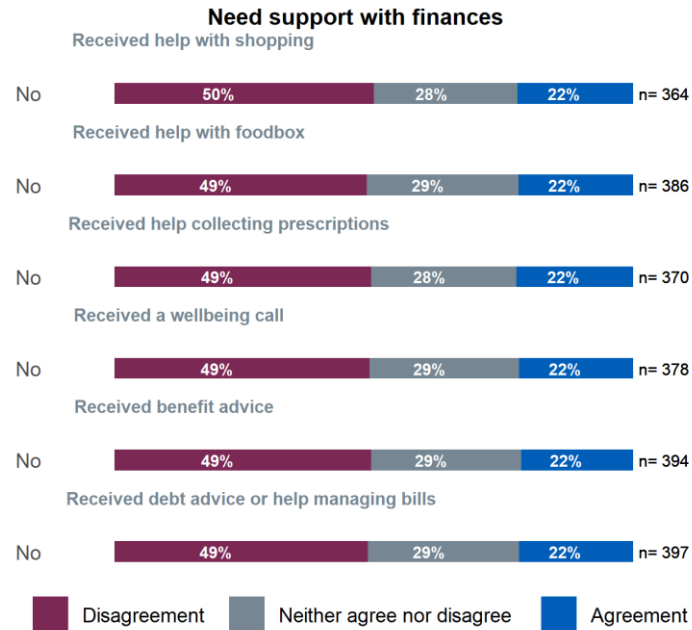 Need support with finances
Received help with shopping
No 50% 28% 22% n= 364
Received help with foodbox
No 49% 29% 22% n= 386
Received help collecting prescriptions
No 49% 28% 22% n= 370
Received a wellbeing call
No 49% 29% 22% n= 378
Received benefit advice
No 49% 29% 22% n= 394
Received debt advice or help managing bills
No 49% 29% 22% n= 397
Disagreement Neither agree nor disagree Agreement